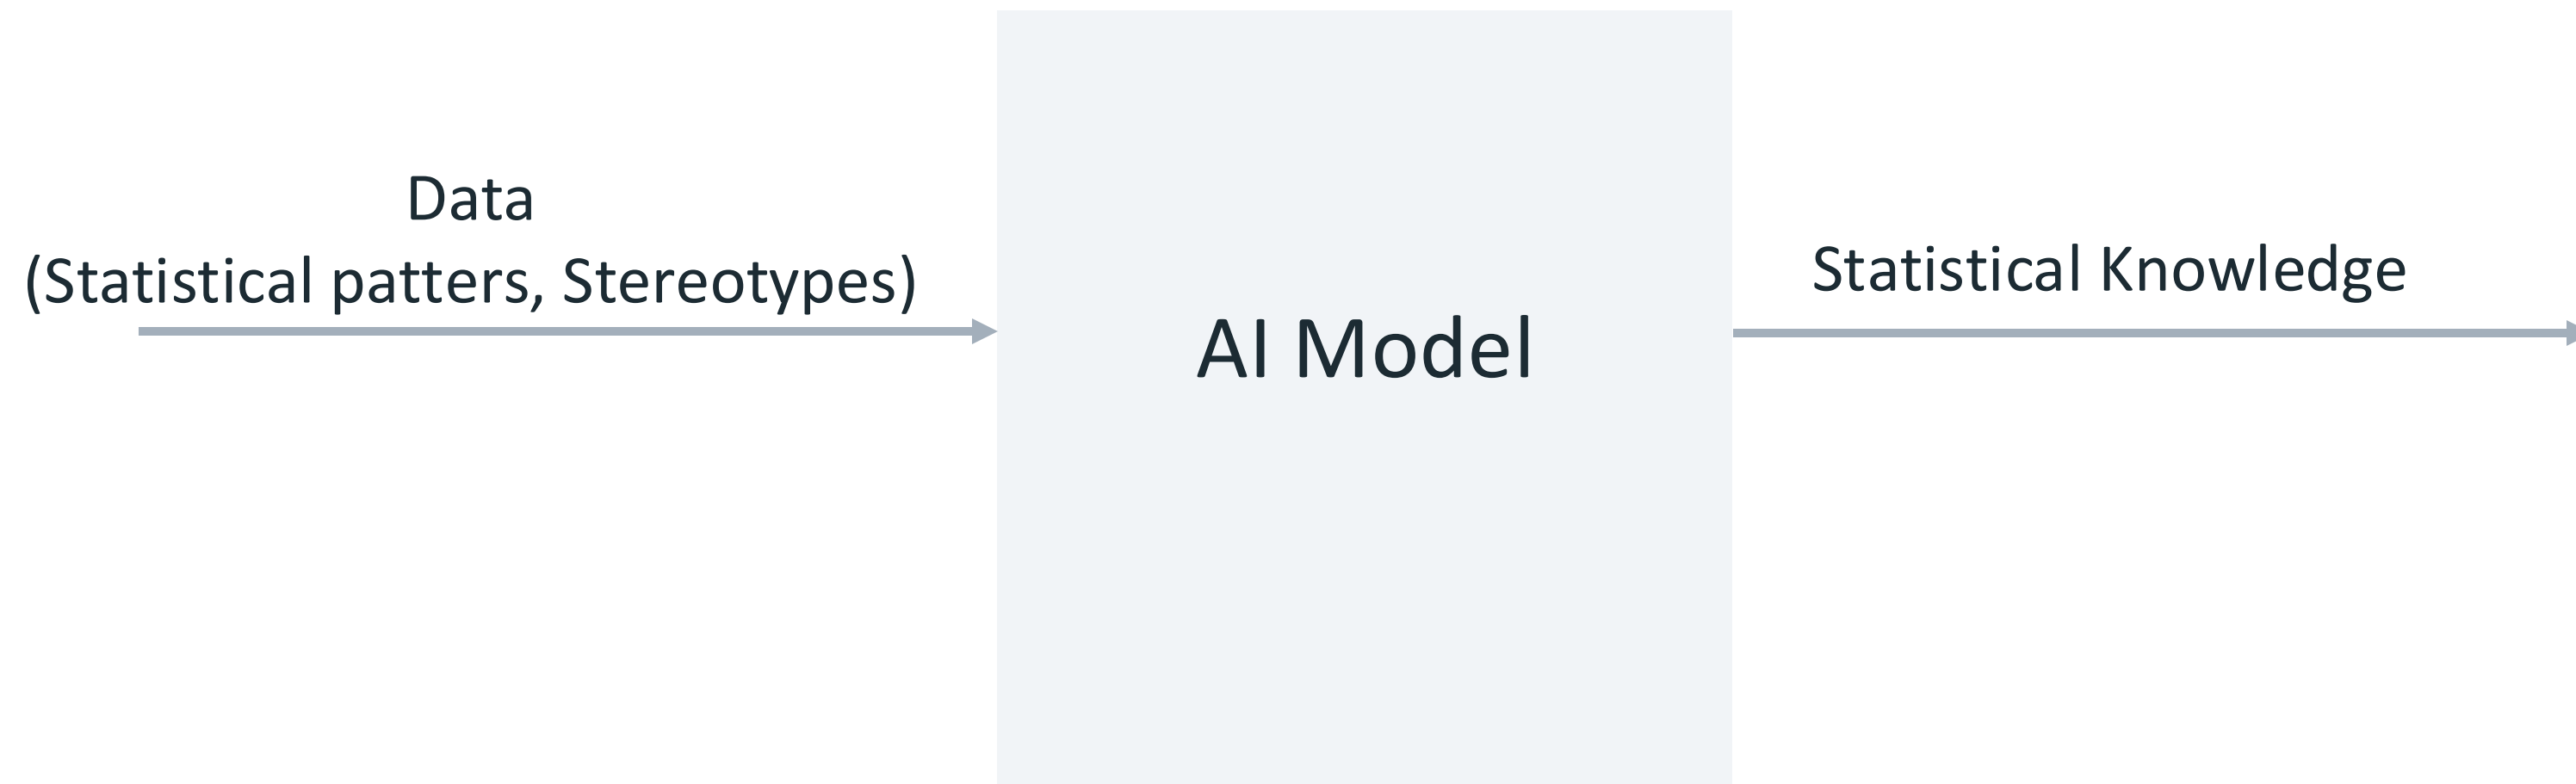 Data
(Statistical patters, Stereotypes)
AI Model
Statistical Knowledge